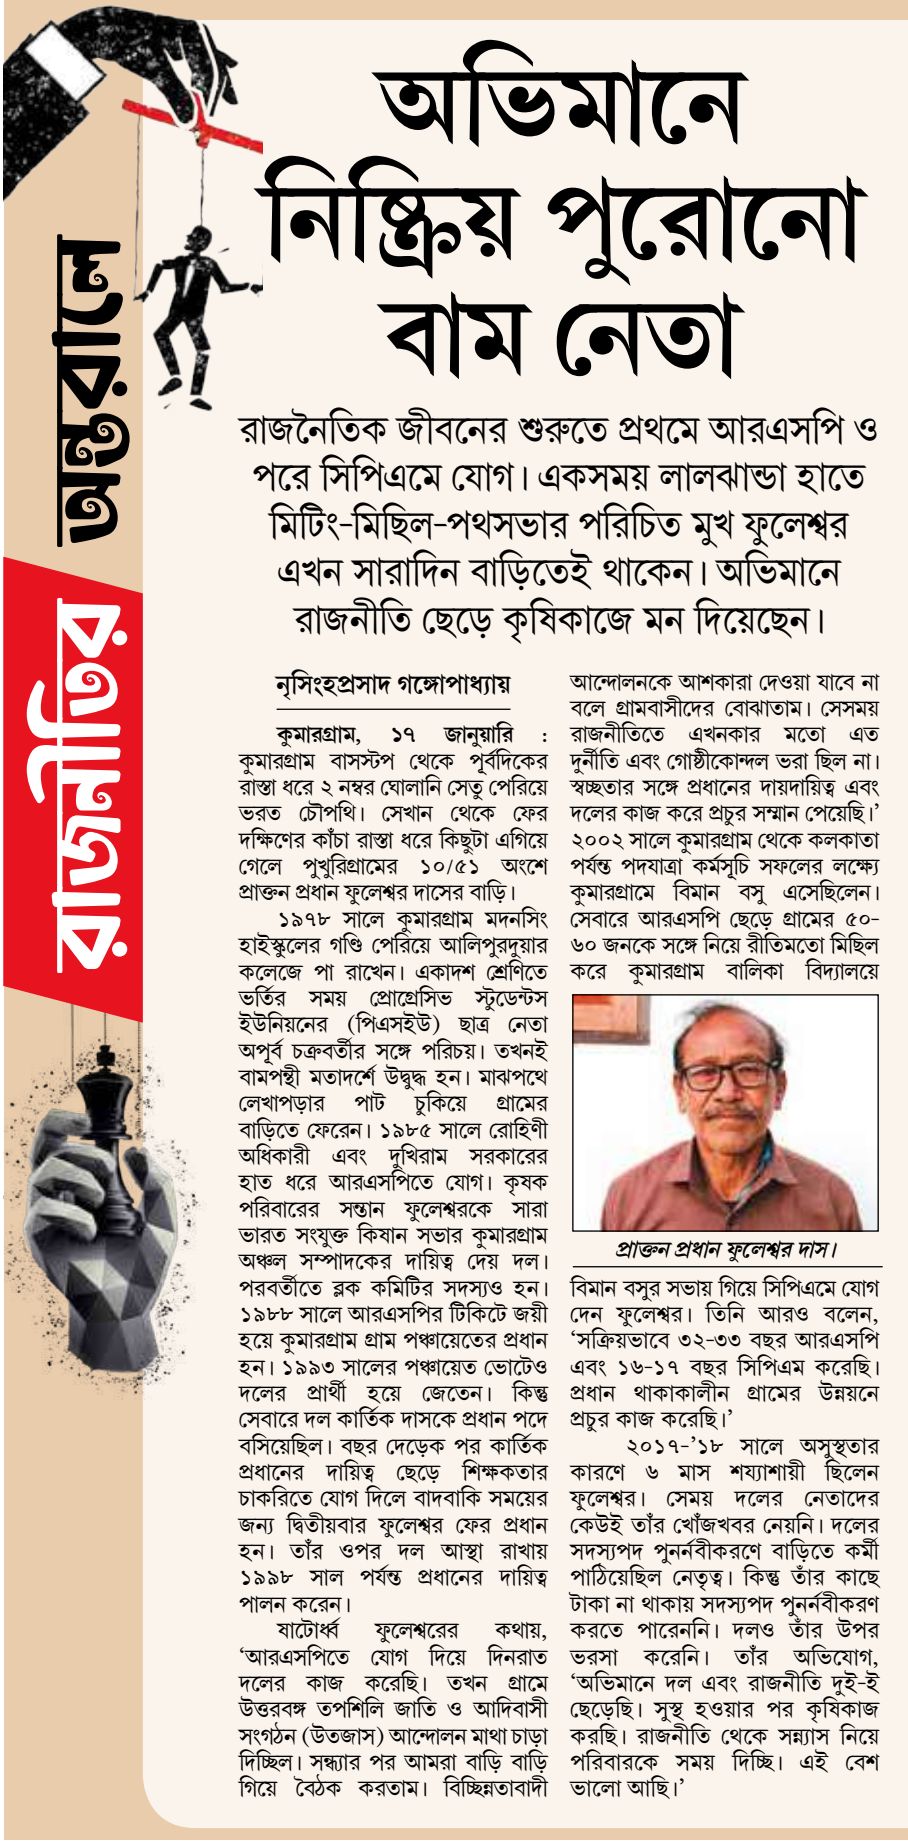 রাজনীতির অন্তরালে
অভিমানে
নিষ্ক্রিয় পুরোনো
বাম নেতা
রাজনৈতিক জীবনের শুরুতে প্রথমে আরএসপি ও
পরে সিপিএমে যোগ। একসময় লালঝান্ডা হাতে
মিটিং-মিছিল-পথসভার পরিচিত মুখ ফুলেশ্বর
এখন সারাদিন বাড়িতেই থাকেন। অভিমানে
রাজনীতি ছেড়ে কৃষিকাজে মন দিয়েছেন।
নৃসিংহপ্রসাদ গঙ্গোপাধ্যায়
কুমারগ্রাম, ১৭ জানুয়ারি :
কুমারগ্রাম বাসস্টপ থেকে পূর্বদিকের
রাস্তা ধরে ২ নম্বর ঘোলানি সেতু পেরিয়ে
ভরত চৌপথি। সেখান থেকে ফের
দক্ষিণের কাঁচা রাস্তা ধরে কিছুটা এগিয়ে
গেলে পুখুরিগ্রামের ১০/৫১ অংশে
প্রাক্তন প্রধান ফুলেশ্বর দাসের বাড়ি।
১৯৭৮ সালে কুমারগ্রাম মদনসিং
হাইস্কুলের গণ্ডি পেরিয়ে আলিপুরদুয়ার
কলেজে পা রাখেন। একাদশ শ্রেণিতে
ভর্তির সময় প্রোগ্রেসিভ স্টুডেন্টস
ইউনিয়নের (পিএসইউ) ছাত্র নেতা
অপূর্ব চক্রবর্তীর সঙ্গে পরিচয়। তখনই
বামপন্থী মতাদর্শে উদ্বুদ্ধ হন। মাঝপথে
লেখাপড়ার পাট চুকিয়ে গ্রামের
বাড়িতে ফেরেন। ১৯৮৫ সালে রোহিণী
অধিকারী এবং দুখিরাম সরকারের
হাত ধরে আরএসপিতে যোগ। কৃষক
পরিবারের সন্তান ফুলেশ্বরকে সারা
ভারত সংযুক্ত কিষান সভার কুমারগ্রাম
অঞ্চল সম্পাদকের দায়িত্ব দেয় দল।
পরবর্তীতে ব্লক কমিটির সদস্যও হন।
১৯৮৮ সালে আরএসপির টিকিটে জয়ী
হয়ে কুমারগ্রাম গ্রাম পঞ্চায়েতের প্রধান
হন। ১৯৯৩ সালের পঞ্চায়েত ভোটেও
দলের প্রার্থী হয়ে জেতেন। কিন্তু
সেবারে দল কার্তিক দাসকে প্রধান পদে
বসিয়েছিল। বছর দেড়েক পর কার্তিক
প্রধানের দায়িত্ব ছেড়ে শিক্ষকতার
চাকরিতে যোগ দিলে বাদবাকি সময়ের
জন্য দ্বিতীয়বার ফুলেশ্বর ফের প্রধান
হন। তাঁর ওপর দল আস্থা রাখায়
১৯৯৮ সাল পর্যন্ত প্রধানের দায়িত্ব
পালন করেন।
ষাটোর্ধ্ব ফুলেশ্বরের কথায়,
‘আরএসপিতে যোগ দিয়ে দিনরাত
দলের কাজ করেছি। তখন গ্রামে
উত্তরবঙ্গ তপশিলি জাতি ও আদিবাসী
সংগঠন (উতজাস) আন্দোলন মাথা চাড়া
দিচ্ছিল। সন্ধ্যার পর আমরা বাড়ি বাড়ি
গিয়ে বৈঠক করতাম। বিচ্ছিন্নতাবাদী
আন্দোলনকে আশকারা দেওয়া যাবে না
বলে গ্রামবাসীদের বোঝাতাম। সেসময়
রাজনীতিতে এখনকার মতো এত
দুর্নীতি এবং গোষ্ঠীকোন্দল ভরা ছিল না।
স্বচ্ছতার সঙ্গে প্রধানের দায়দায়িত্ব এবং
দলের কাজ করে প্রচুর সম্মান পেয়েছি।’
২০০২ সালে কুমারগ্রাম থেকে কলকাতা
পর্যন্ত পদযাত্রা কর্মসূচি সফলের লক্ষ্যে
কুমারগ্রামে বিমান বসু এসেছিলেন।
সেবারে আরএসপি ছেড়ে গ্রামের ৫০-
৬০ জনকে সঙ্গে নিয়ে রীতিমতো মিছিল
করে কুমারগ্রাম বালিকা বিদ্যালয়ে
প্রাক্তন প্রধান ফুলেশ্বর দাস।
বিমান বসুর সভায় গিয়ে সিপিএমে যোগ
দেন ফুলেশ্বর। তিনি আরও বলেন,
‘সক্রিয়ভাবে ৩২-৩৩ বছর আরএসপি
এবং ১৬-১৭ বছর সিপিএম করেছি।
প্রধান থাকাকালীন গ্রামের উন্নয়নে
প্রচুর কাজ করেছি।’
২০১৭-’১৮ সালে অসুস্থতার
কারণে ৬ মাস শয্যাশায়ী ছিলেন
ফুলেশ্বর। সেময় দলের নেতাদের
কেউই তাঁর খোঁজখবর নেয়নি। দলের
সদস্যপদ পুনর্নবীকরণে বাড়িতে কর্মী
পাঠিয়েছিল নেতৃত্ব। কিন্তু তাঁর কাছে
টাকা না থাকায় সদস্যপদ পুনর্নবীকরণ
করতে পারেননি। দলও তাঁর উপর
ভরসা করেনি। তাঁর অভিযোগ,
‘অভিমানে দল এবং রাজনীতি দুই-ই
ছেড়েছি। সুস্থ হওয়ার পর কৃষিকাজ
করছি। রাজনীতি থেকে সন্ন্যাস নিয়ে
পরিবারকে সময় দিচ্ছি। এই বেশ
ভালো আছি।’